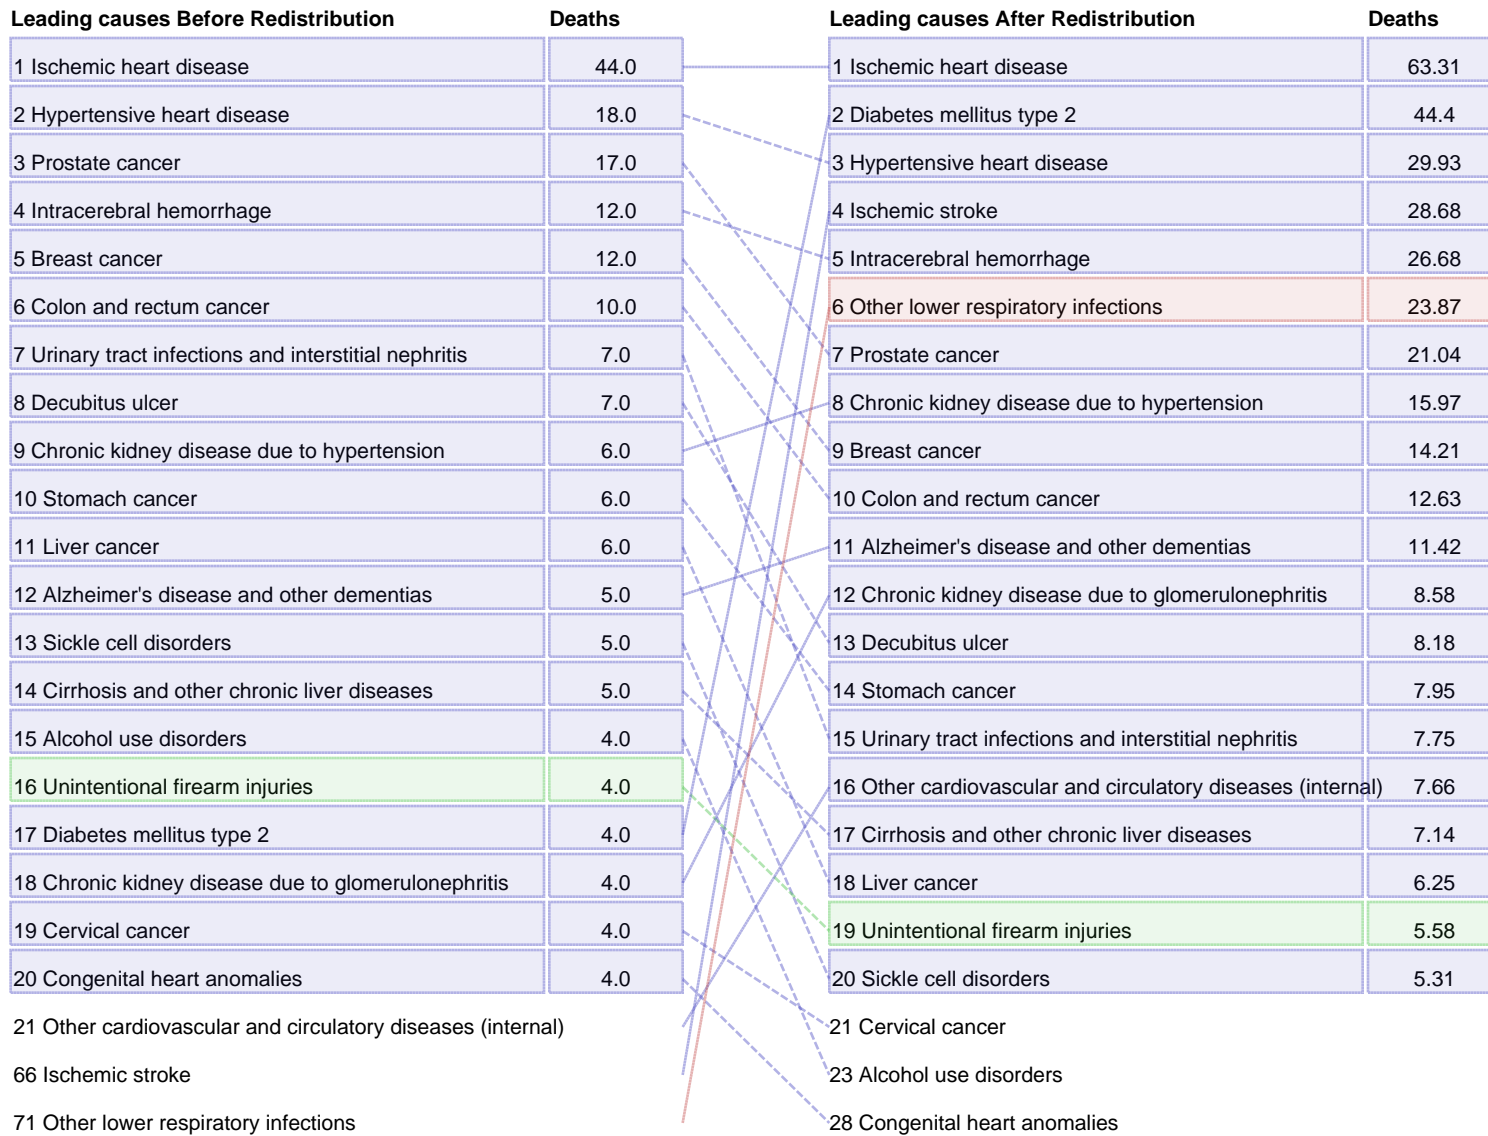 Leading causes Before Redistribution Deaths Leading causes After Redistribution Deaths
1 Ischemic heart disease 44.0 1 Ischemic heart disease 63.31
2 Hypertensive heart disease 18.0 2 Diabetes mellitus type 2 44.4
3 Prostate cancer 17.0 3 Hypertensive heart disease 29.93
4 Intracerebral hemorrhage 12.0 4 Ischemic stroke 28.68
5 Breast cancer 12.0 5 Intracerebral hemorrhage 26.68
6 Colon and rectum cancer 10.0 6 Other lower respiratory infections 23.87
7 Urinary tract infections and interstitial nephritis 7.0 7 Prostate cancer 21.04
8 Decubitus ulcer 7.0 8 Chronic kidney disease due to hypertension 15.97
9 Chronic kidney disease due to hypertension 6.0 9 Breast cancer 14.21
10 Stomach cancer 6.0 10 Colon and rectum cancer 12.63
11 Liver cancer 6.0 11 Alzheimer's disease and other dementias 11.42
12 Alzheimer's disease and other dementias 5.0 12 Chronic kidney disease due to glomerulonephritis 8.58
13 Sickle cell disorders 5.0 13 Decubitus ulcer 8.18
14 Cirrhosis and other chronic liver diseases 5.0 14 Stomach cancer 7.95
15 Alcohol use disorders 4.0 15 Urinary tract infections and interstitial nephritis 7.75
16 Unintentional firearm injuries 4.0 16 Other cardiovascular and circulatory diseases (internal) 7.66
17 Diabetes mellitus type 2 4.0 17 Cirrhosis and other chronic liver diseases 7.14
18 Chronic kidney disease due to glomerulonephritis 4.0 18 Liver cancer 6.25
19 Cervical cancer 4.0 19 Unintentional firearm injuries 5.58
20 Congenital heart anomalies 4.0 20 Sickle cell disorders 5.31
21 Other cardiovascular and circulatory diseases (internal) 21 Cervical cancer
66 Ischemic stroke 23 Alcohol use disorders
71 Other lower respiratory infections 28 Congenital heart anomalies